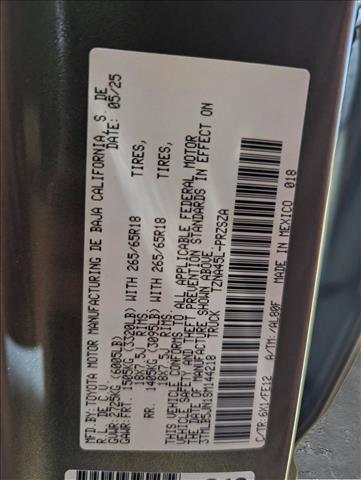 MFD.BY: TOYOTA MOTOR MANUFACTURING DE BAJA CALIFORNIA, S. DE
R. L. DE C.V. DATE: 05/25
GVWR: 2725KG (6005LB)
GAWR: FRT. 1505KG (3320LB) WITH 265/65R18 TIRES,
18X7.5J RIMS,
RR. 1405KG (3095LB) WITH 265/65R18 TIRES,
18X7.5J RIMS,
THIS VEHICLE CONFORMS TO ALL APPLICABLE FEDERAL MOTOR
VEHICLE SAFETY AND THEFT PREVENTION STANDARDS IN EFFECT ON
THE DATE OF MANUFACTURE SHOWN ABOVE.
3TMLB5JN1SM144218 TRUCK TZNA45L-PRZSZA
C/TR: 6X1/FE12 A/TM: /AL80F MADE IN MEXICO 018